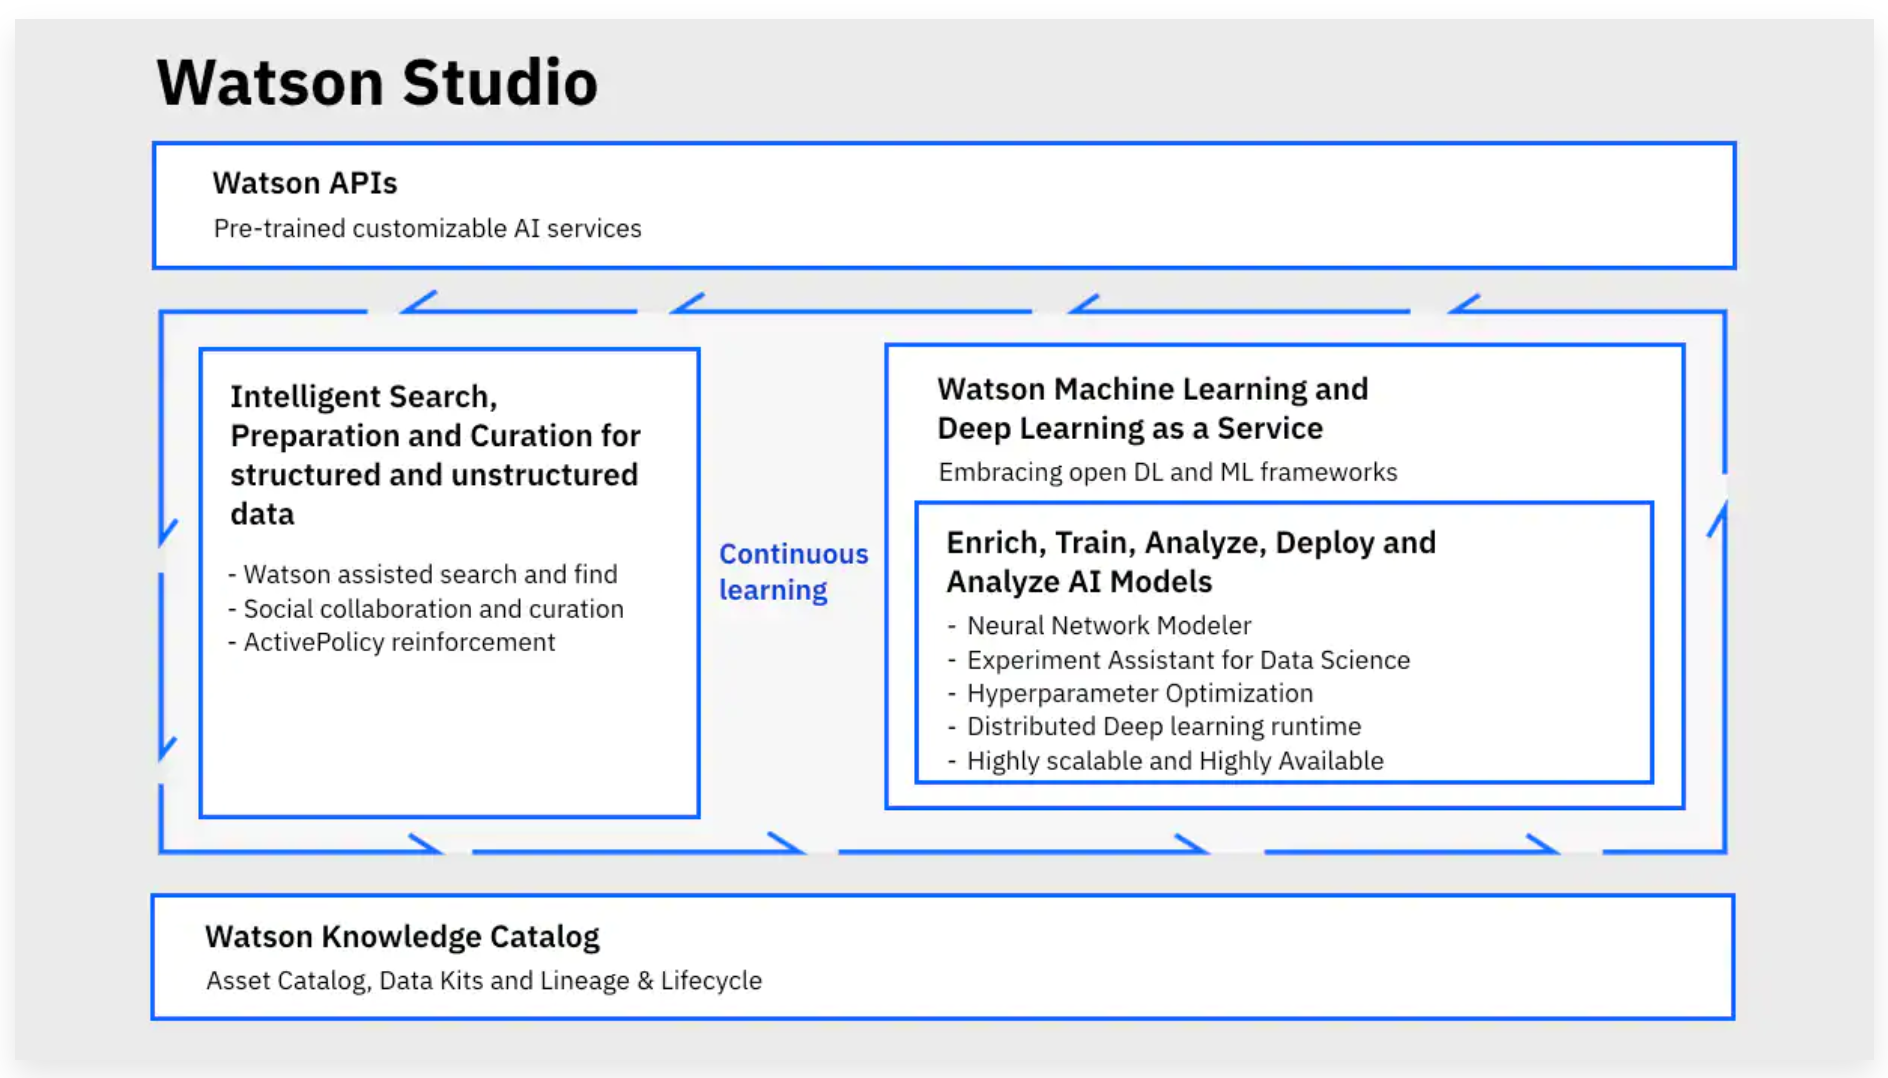 Watson Studio
Watson APIs
Pre-trained customizable AI services
Intelligent Search,
Preparation and Curation for
structured and unstructured
data
- Watson assisted search and find
- Social collaboration and curation
- ActivePolicy reinforcement
Continuous
learning
Watson Machine Learning and
Deep Learning as a Service
Embracing open DL and ML frameworks
Enrich, Train, Analyze, Deploy and
Analyze AI Models
- Neural Network Modeler
- Experiment Assistant for Data Science
- Hyperparameter Optimization
- Distributed Deep learning runtime
- Highly scalable and Highly Available
Watson Knowledge Catalog
Asset Catalog, Data Kits and Lineage & Lifecycle